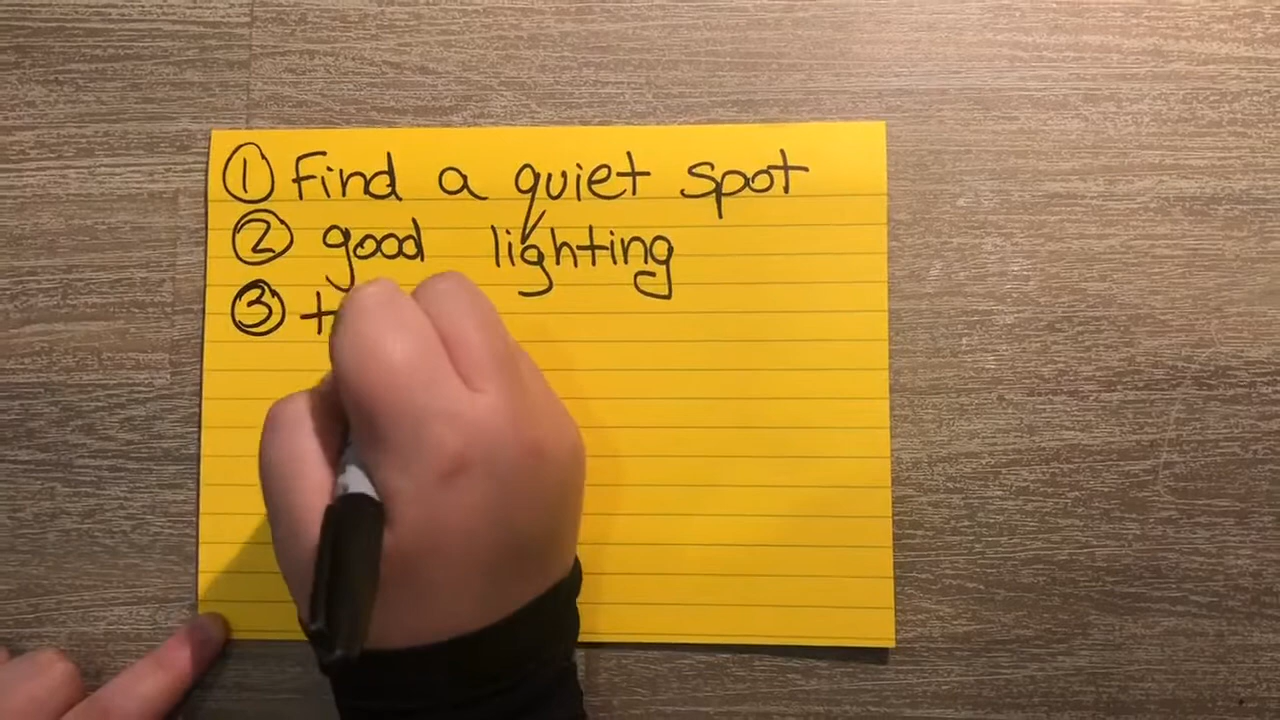 ① Find a quiet spot
② good lighting
③ t